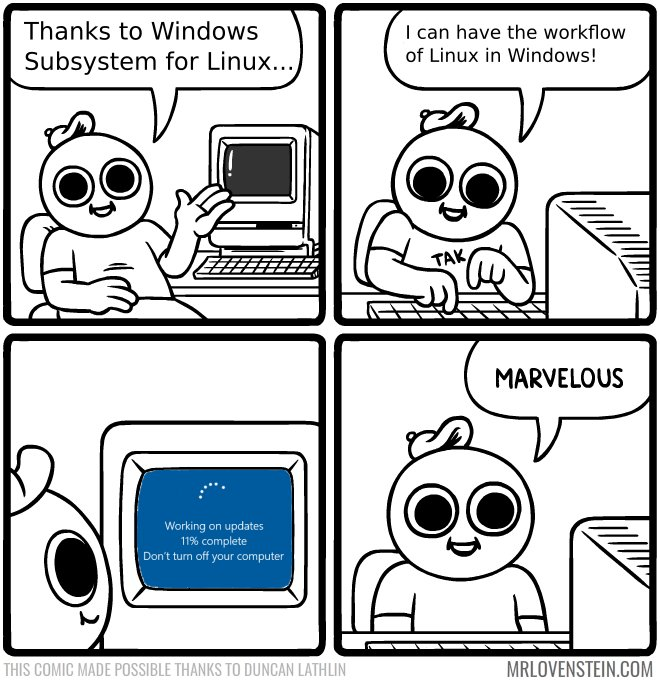 Thanks to Windows
Subsystem for Linux...
I can have the workflow
of Linux in Windows!
TAK
Working on updates
11% complete
Don't turn off your computer
MARVELOUS
THIS COMIC MADE POSSIBLE THANKS TO DUNCAN LATHLIN
MRLOVENSTEIN.COM